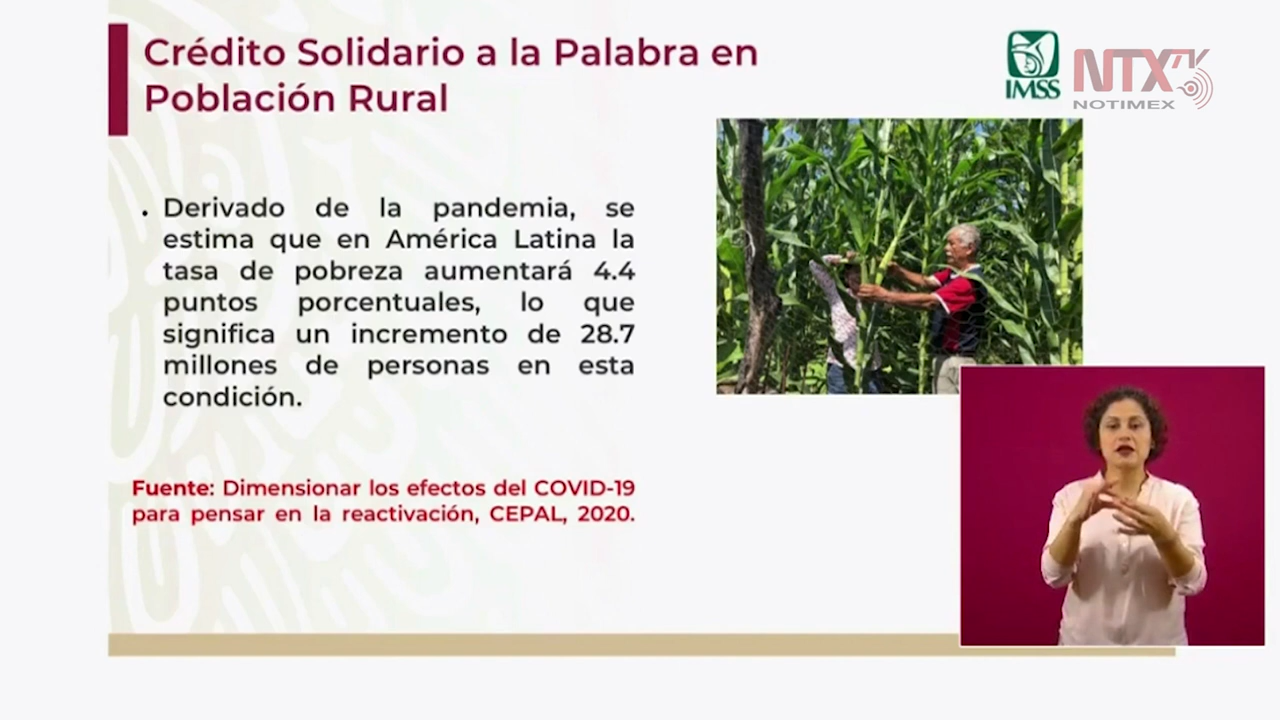 Crédito Solidario a la Palabra en
Población Rural
IMSS
NTX TV
NOTIMEX
• Derivado de la pandemia, se
estima que en América Latina la
tasa de pobreza aumentará 4.4
puntos porcentuales, lo que
significa un incremento de 28.7
millones de personas en esta
condición.
Fuente: Dimensionar los efectos del COVID-19
para pensar en la reactivación, CEPAL, 2020.